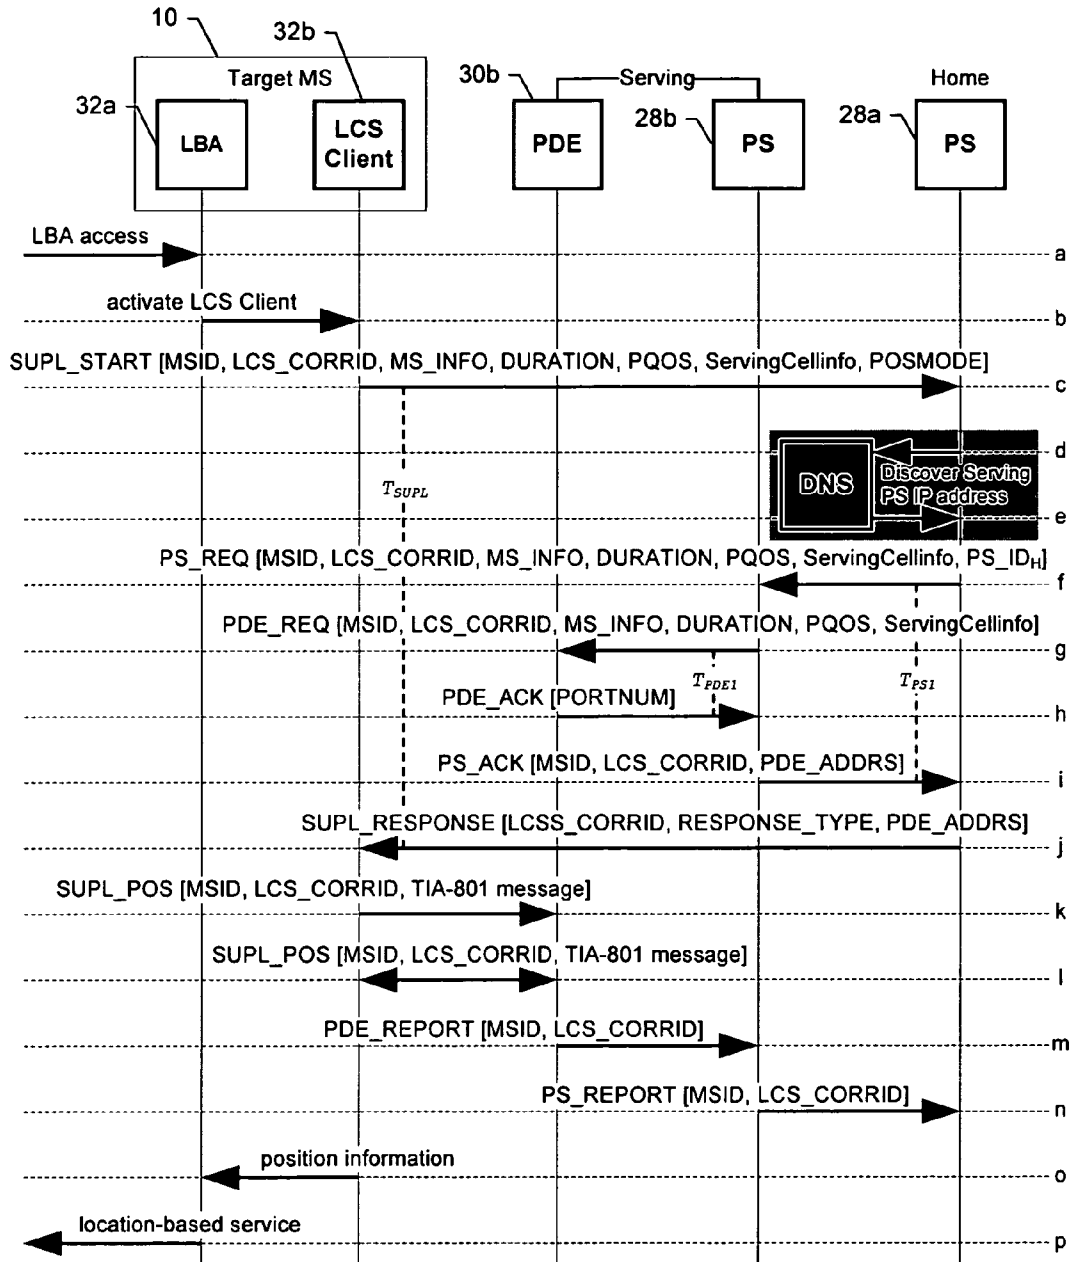 10
32b
Target MS
30b
Serving
Home
32a
28b
28a
LBA
LCS
Client
PDE
PS
PS
LBA access
a
activate LCS Client
b
SUPL_START [MSID, LCS_CORRID, MS_INFO, DURATION, PQOS, ServingCellinfo, POSMODE]
c
d
DNS
Discover Serving
PS IP address
T_SUPL
e
PS_REQ [MSID, LCS_CORRID, MS_INFO, DURATION, PQOS, ServingCellinfo, PS_ID_H]
f
PDE_REQ [MSID, LCS_CORRID, MS_INFO, DURATION, PQOS, ServingCellinfo]
g
T_PDE1
T_PS1
PDE_ACK [PORTNUM]
h
PS_ACK [MSID, LCS_CORRID, PDE_ADDRS]
i
SUPL_RESPONSE [LCSS_CORRID, RESPONSE_TYPE, PDE_ADDRS]
j
SUPL_POS [MSID, LCS_CORRID, TIA-801 message]
k
SUPL_POS [MSID, LCS_CORRID, TIA-801 message]
l
PDE_REPORT [MSID, LCS_CORRID]
m
PS_REPORT [MSID, LCS_CORRID]
n
position information
o
location-based service
p